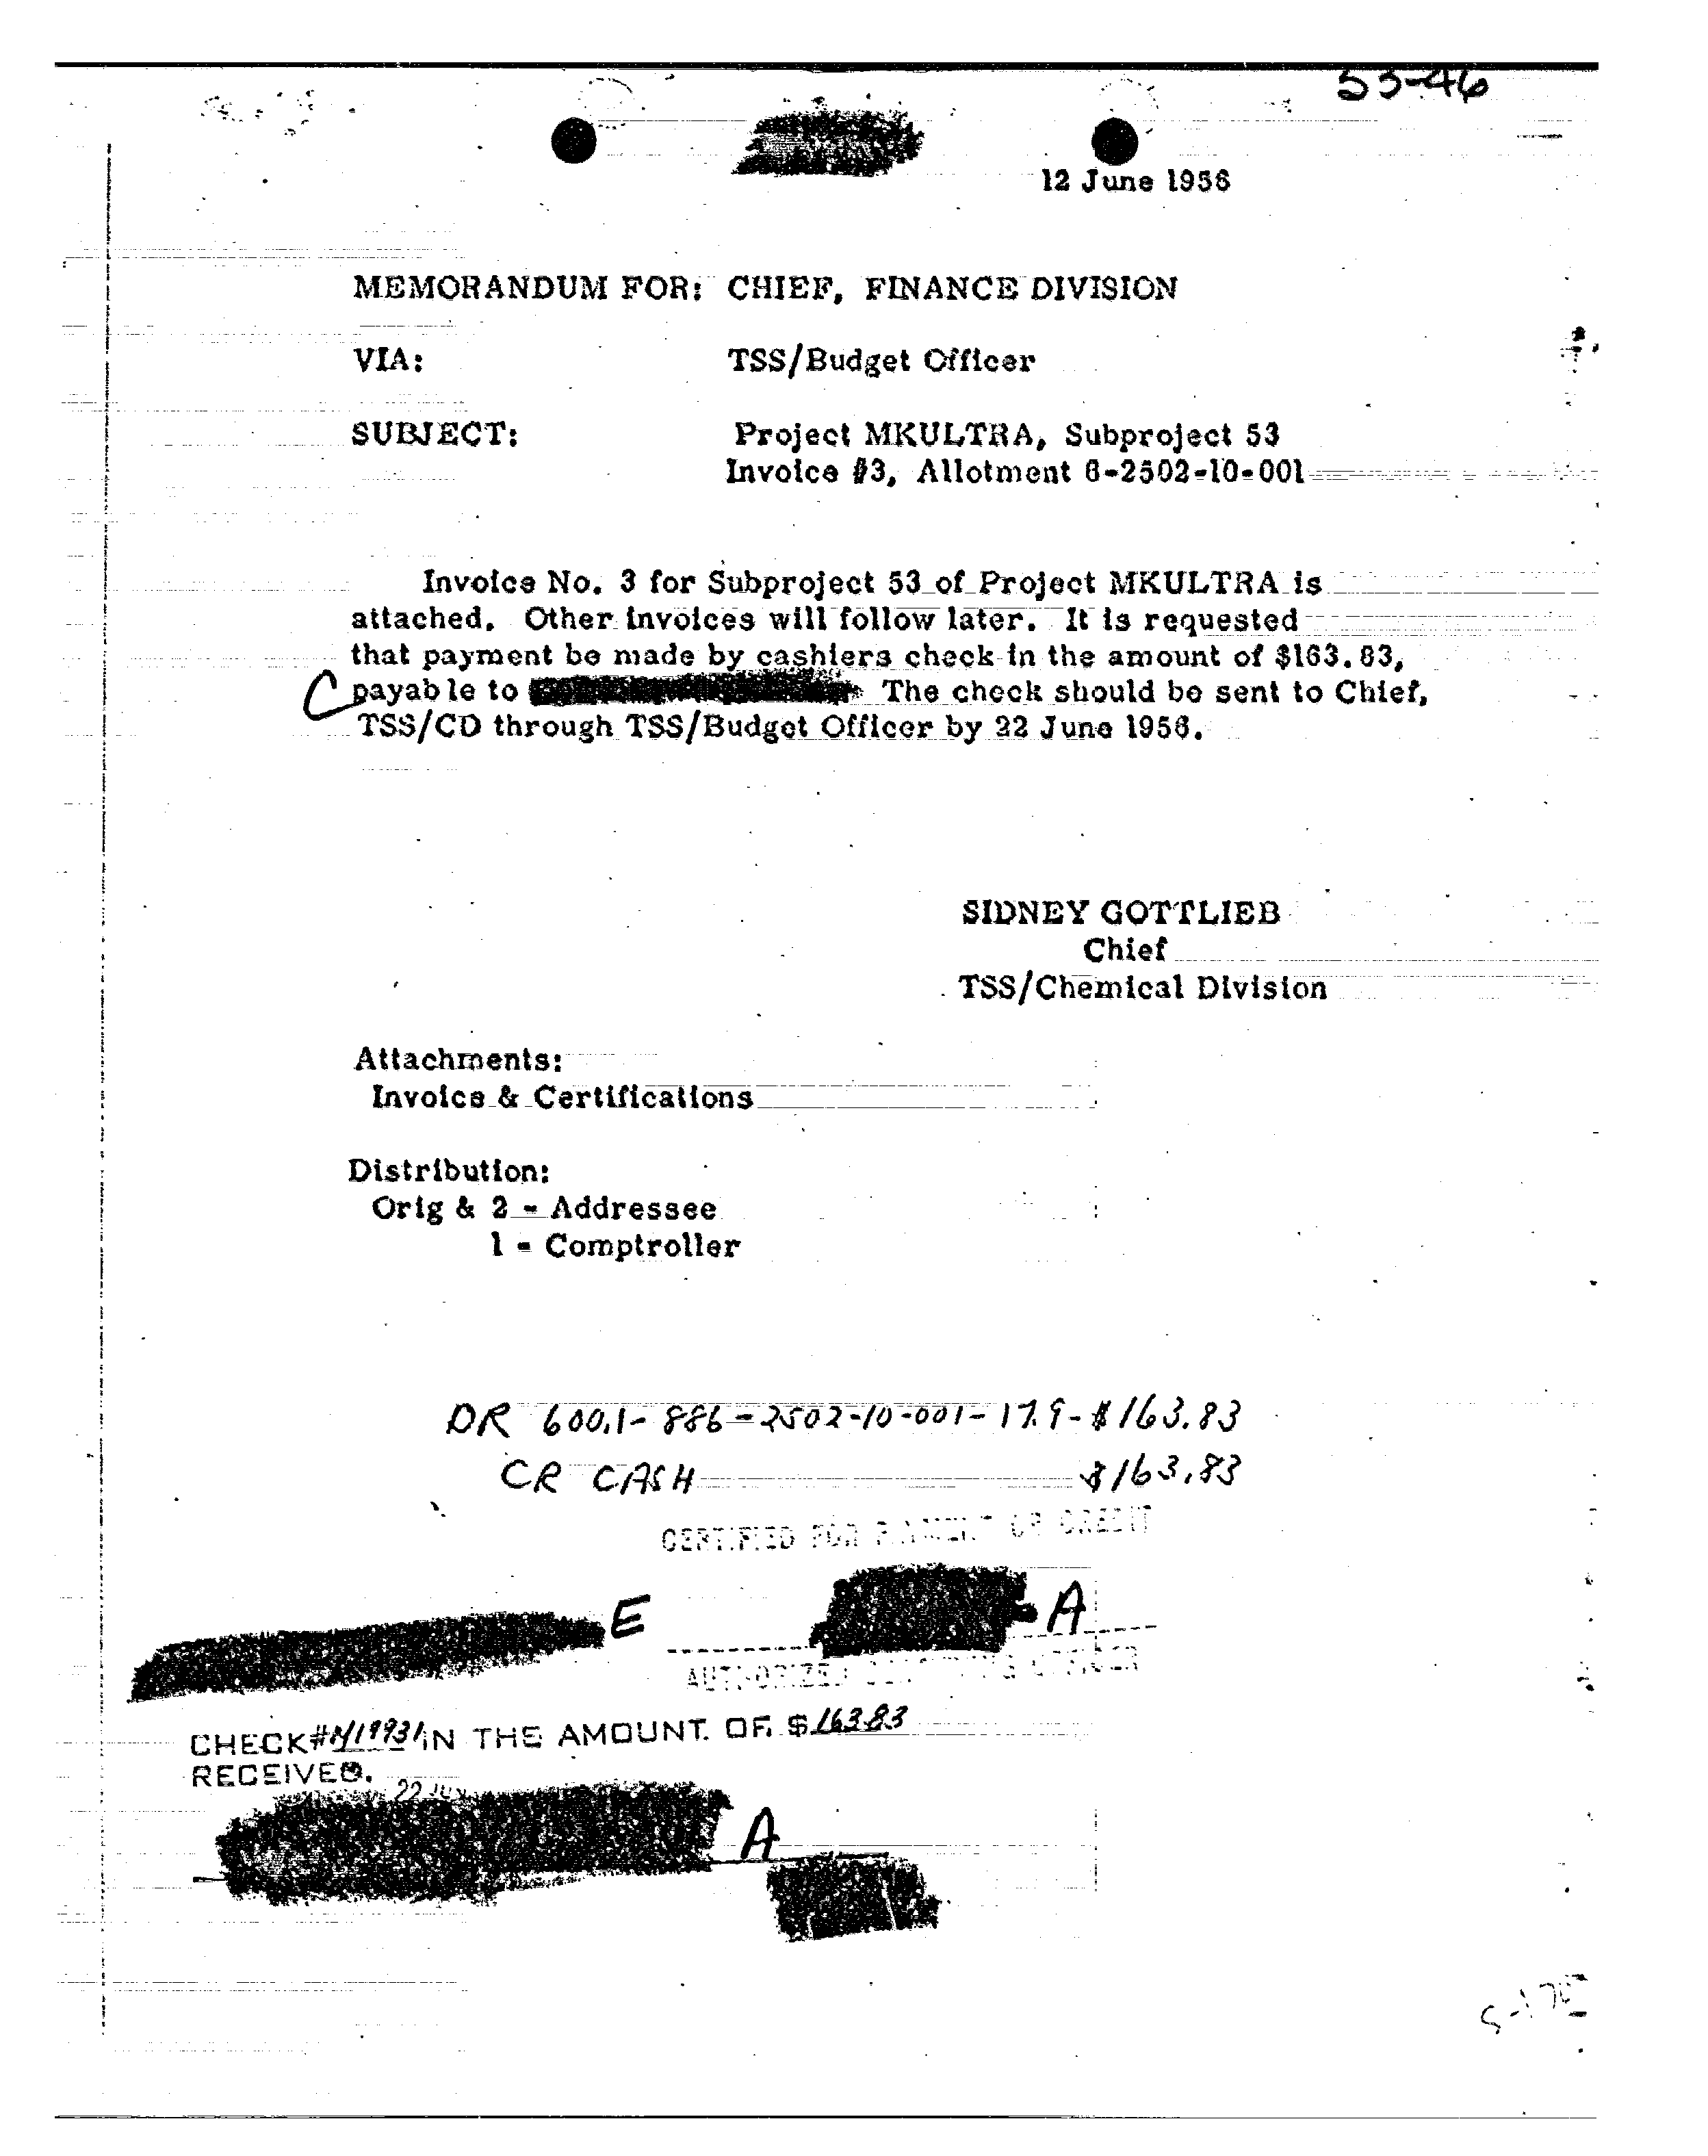 53-46
12 June 1956
MEMORANDUM FOR: CHIEF, FINANCE DIVISION
VIA: TSS/Budget Officer
SUBJECT: Project MKULTRA, Subproject 53
Invoice #3, Allotment 6-2502-10-001
Invoice No. 3 for Subproject 53 of Project MKULTRA is
attached. Other invoices will follow later. It is requested
that payment be made by cashiers check in the amount of $163.83,
C payable to The check should be sent to Chief,
TSS/CD through TSS/Budget Officer by 22 June 1956.
SIDNEY GOTTLIEB
Chief
TSS/Chemical Division
Attachments:
Invoice & Certifications
Distribution:
Orig & 2 - Addressee
1 - Comptroller
DR 600.1-886-2502-10-001-17.9-$163.83
CR CASH $163.83
CERTIFIED FOR PAYMENT OR CREDIT
E A
AUTHORIZED CERTIFYING OFFICER
CHECK # IN THE AMOUNT OF $163.83
RECEIVED.
22 JUN
A